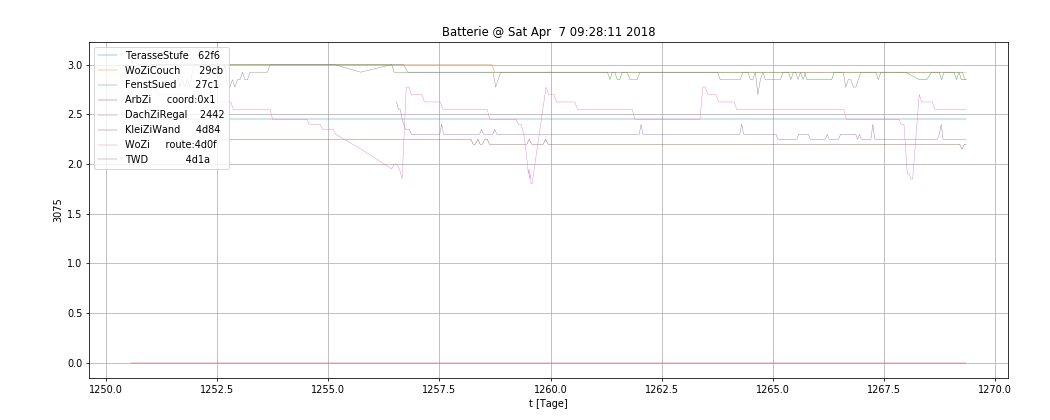 Batterie @ Sat Apr  7 09:28:11 2018
3.0
2.5
2.0
1.5
1.0
0.5
0.0
3075
TerasseStufe 62f6
WoZiCouch 29cb
FenstSued 27c1
ArbZi coord:0x1
DachZiRegal 2442
KleiZiWand 4d84
WoZi route:4d0f
TWD 4d1a
1250.0 1252.5 1255.0 1257.5 1260.0 1262.5 1265.0 1267.5 1270.0
t [Tage]